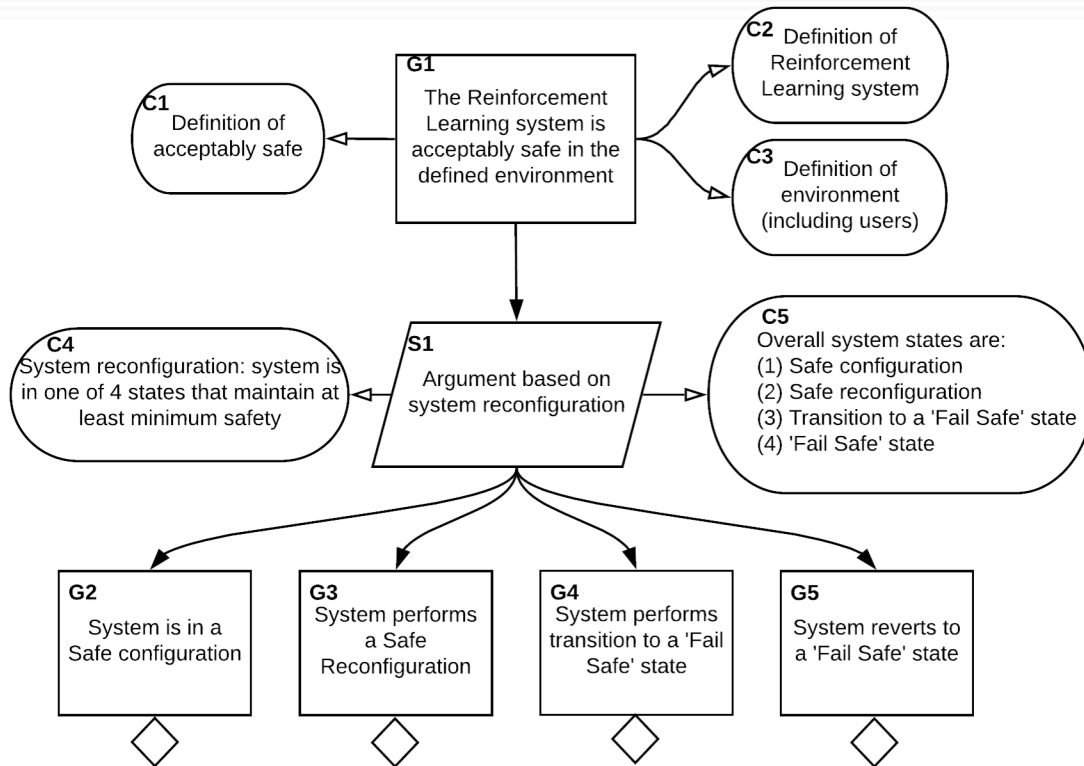 C1
Definition of
acceptably safe
G1
The Reinforcement
Learning system is
acceptably safe in the
defined environment
C2
Definition of
Reinforcement
Learning system
C3
Definition of
environment
(including users)
C4
System reconfiguration: system is
in one of 4 states that maintain at
least minimum safety
S1
Argument based on
system reconfiguration
C5
Overall system states are:
(1) Safe configuration
(2) Safe reconfiguration
(3) Transition to a 'Fail Safe' state
(4) 'Fail Safe' state
G2
System is in a
Safe configuration
G3
System performs
a Safe
Reconfiguration
G4
System performs
transition to a 'Fail
Safe' state
G5
System reverts to
a 'Fail Safe' state